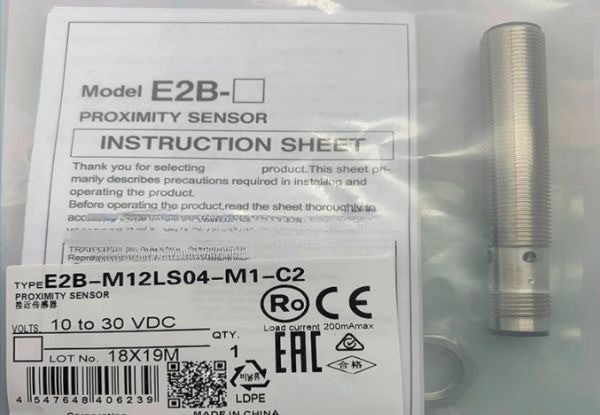 Model E2B-□
PROXIMITY SENSOR
INSTRUCTION SHEET
Thank you for selecting product.This sheet pri-
marily describes precautions required in installing and
operating the product.
Before operating the product,read the sheet thoroughly to
TYPE E2B-M12LS04-M1-C2
PROXIMITY SENSOR
接近传感器
VOLTS. 10 to 30 VDC
Load current 200mAmax
QTY.
1
LOT No. 18X19M
4 547648 406239
Ro CE
EAC
合格
LDPE
MADE IN CHINA